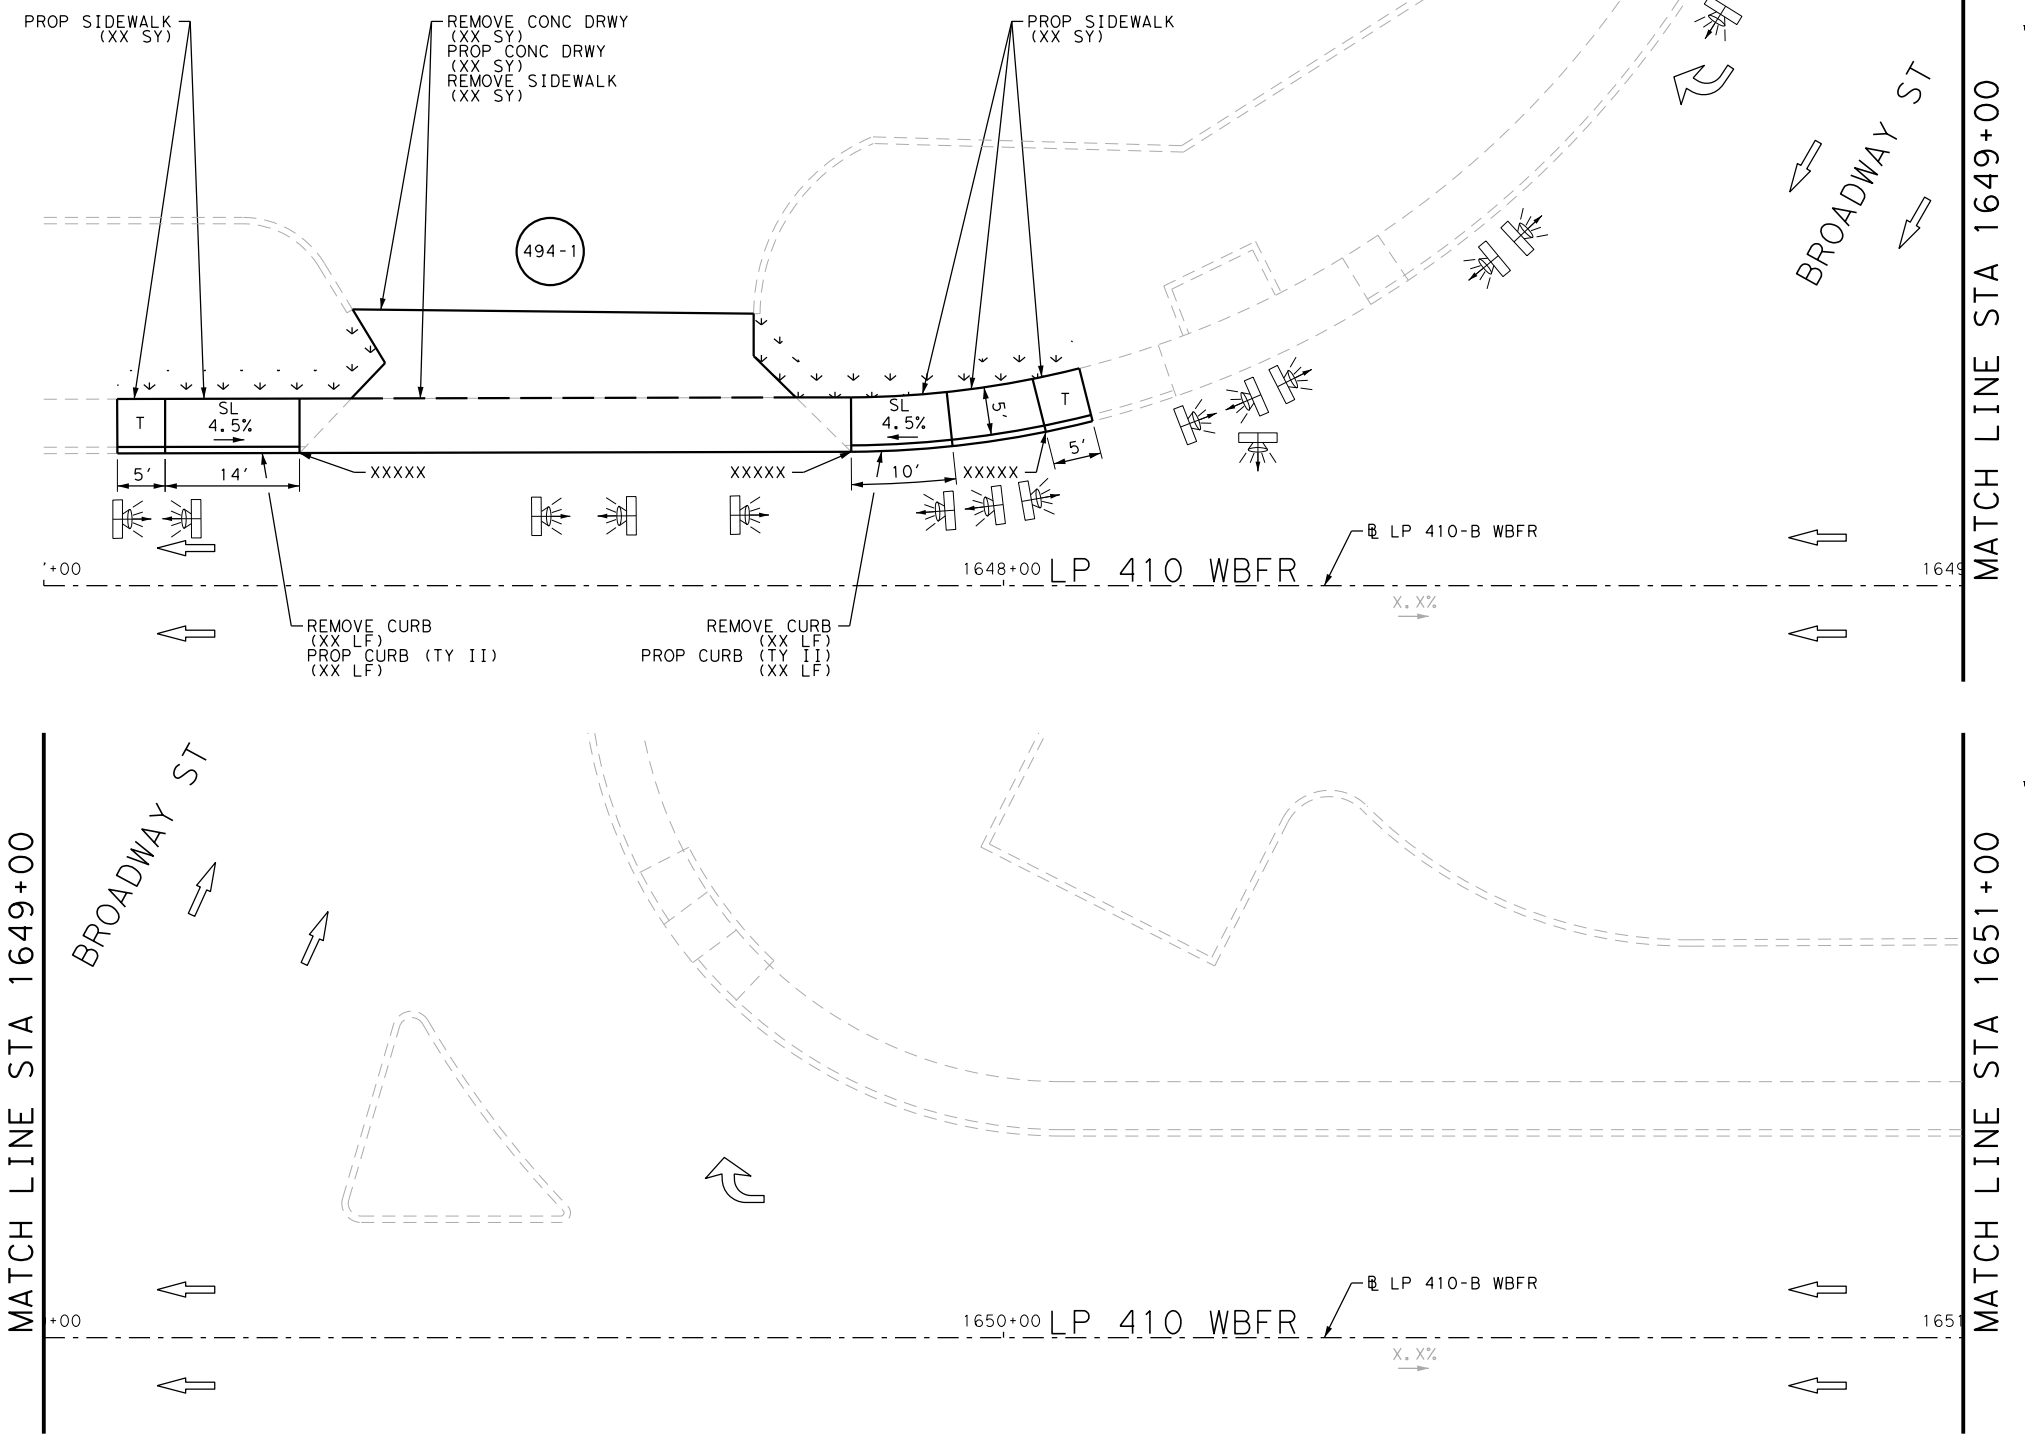 PROP SIDEWALK
(XX SY)
REMOVE CONC DRWY
(XX SY)
PROP CONC DRWY
(XX SY)
REMOVE SIDEWALK
(XX SY)
PROP SIDEWALK
(XX SY)
BROADWAY ST
MATCH LINE STA 1649+00
494-1
T
SL
4.5%
SL
4.5%
5'
T
5'
14'
XXXXX
XXXXX
10'
XXXXX
5'
'+00
1648+00
LP 410 WBFR
BL LP 410-B WBFR
1649
X.X%
REMOVE CURB
(XX LF)
PROP CURB (TY II)
(XX LF)
REMOVE CURB
(XX LF)
PROP CURB (TY II)
(XX LF)
MATCH LINE STA 1649+00
BROADWAY ST
MATCH LINE STA 1651+00
+00
1650+00
LP 410 WBFR
BL LP 410-B WBFR
1651
X.X%